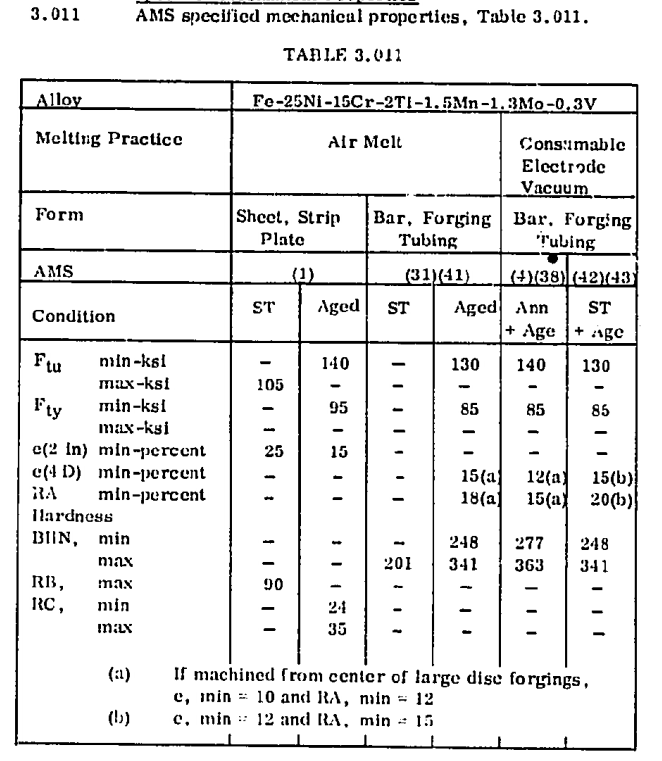 3.011 AMS specified mechanical properties, Table 3.011.
TABLE 3.011
Alloy Fe-25Ni-15Cr-2Ti-1.5Mn-1.3Mo-0.3V
Melting Practice Air Melt Consumable Electrode Vacuum
Form Sheet, Strip Plate Bar, Forging Tubing Bar, Forging Tubing
AMS (1) (31)(41) (4)(38) (42)(43)
Condition ST Aged ST Aged Ann + Age ST + Age
Ftu min-ksi – 140 – 130 140 130
max-ksi 105 – – – – –
Fty min-ksi – 95 – 85 85 85
max-ksi – – – – – –
e(2 in) min-percent 25 15 – – – –
e(4 D) min-percent – – – 15(a) 12(a) 15(b)
RA min-percent – – – 18(a) 15(a) 20(b)
Hardness
BHN, min – – – 248 277 248
max – – 201 341 363 341
RB, max 90 – – – – –
RC, min – 24 – – – –
max – 35 – – – –
(a) If machined from center of large disc forgings,
e, min = 10 and RA, min = 12
(b) e, min = 12 and RA, min = 15